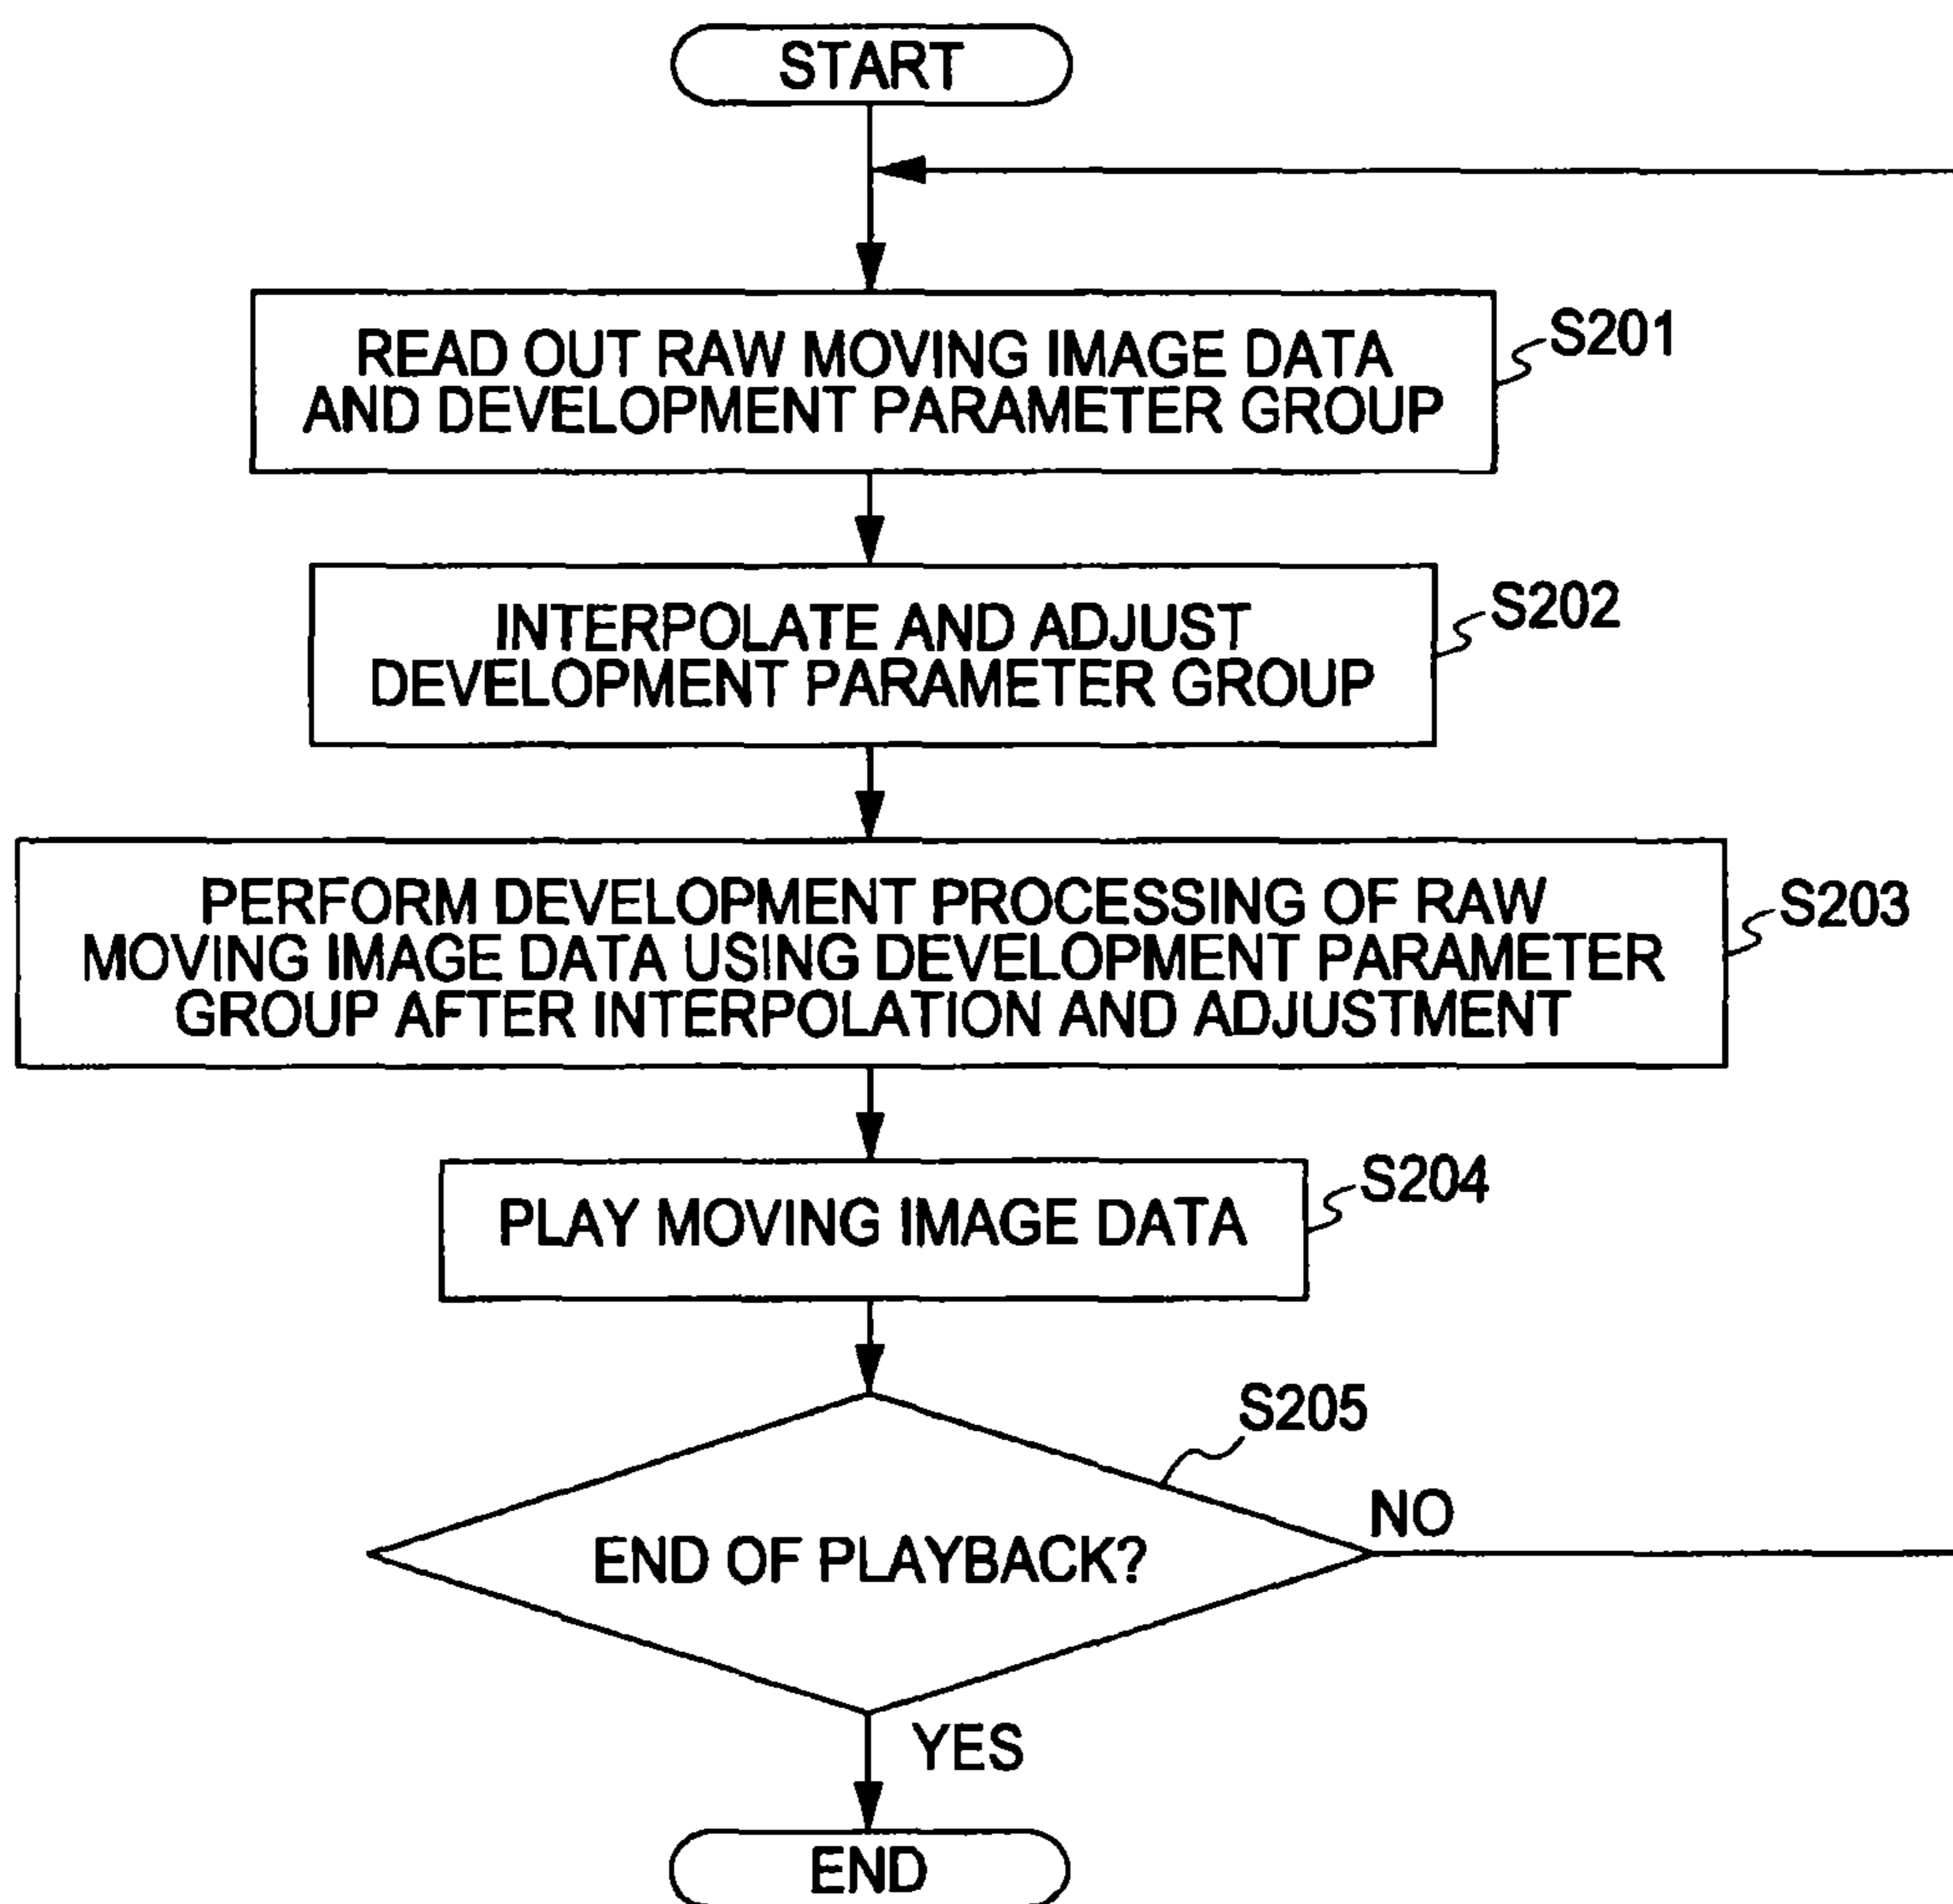 START
READ OUT RAW MOVING IMAGE DATA
AND DEVELOPMENT PARAMETER GROUP
S201
INTERPOLATE AND ADJUST
DEVELOPMENT PARAMETER GROUP
S202
PERFORM DEVELOPMENT PROCESSING OF RAW
MOVING IMAGE DATA USING DEVELOPMENT PARAMETER
GROUP AFTER INTERPOLATION AND ADJUSTMENT
S203
PLAY MOVING IMAGE DATA
S204
S205
END OF PLAYBACK?
NO
YES
END